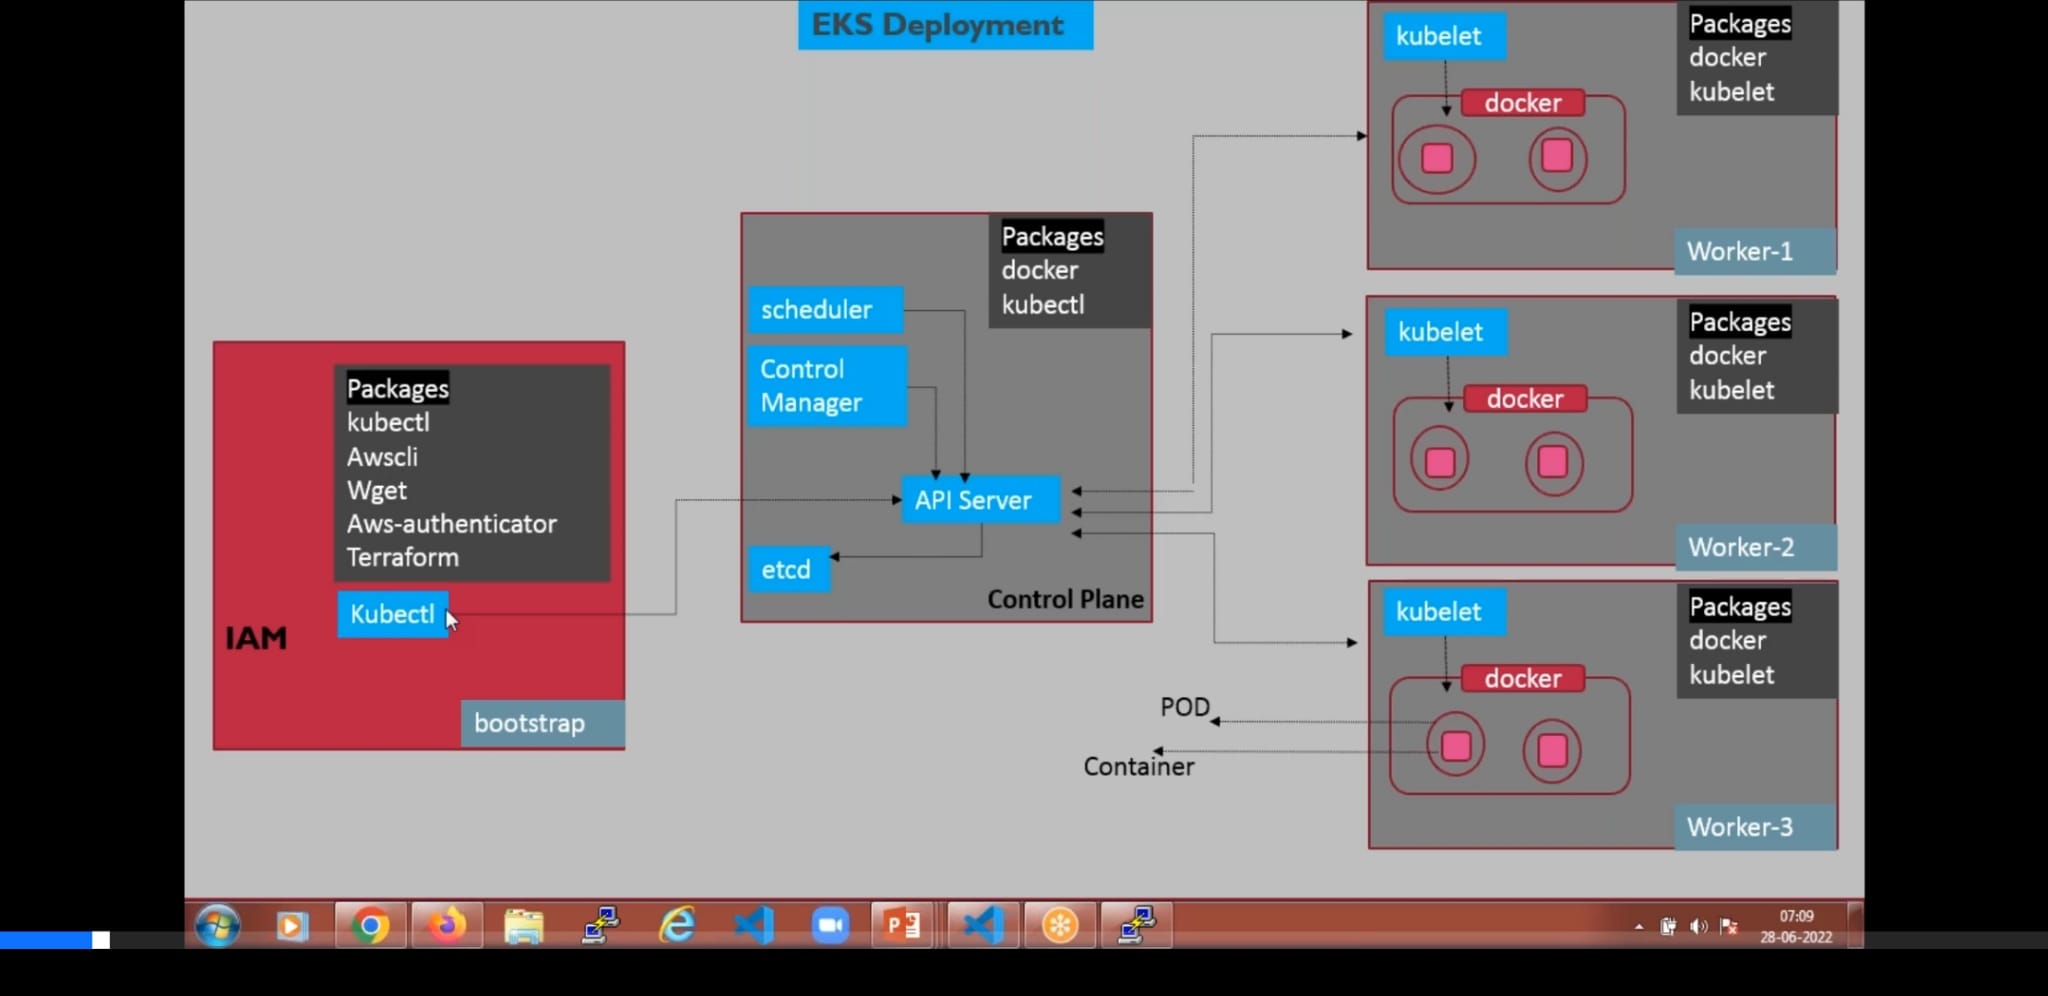 EKS Deployment
Packages
kubectl
Awscli
Wget
Aws-authenticator
Terraform
Kubectl
IAM
bootstrap
Packages
docker
kubectl
scheduler
Control
Manager
API Server
etcd
Control Plane
kubelet
Packages
docker
kubelet
docker
Worker-1
kubelet
Packages
docker
kubelet
docker
Worker-2
kubelet
Packages
docker
kubelet
docker
POD
Container
Worker-3
07:09
28-06-2022